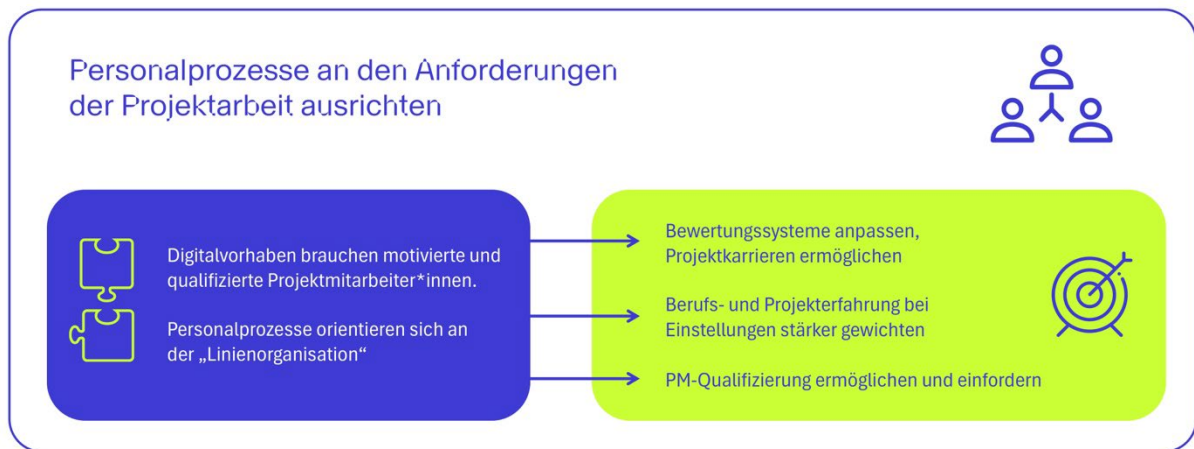 Personalprozesse an den Anforderungen
der Projektarbeit ausrichten
Digitalvorhaben brauchen motivierte und
qualifizierte Projektmitarbeiter*innen.
Personalprozesse orientieren sich an
der „Linienorganisation“
Bewertungssysteme anpassen,
Projektkarrieren ermöglichen
Berufs- und Projekterfahrung bei
Einstellungen stärker gewichten
PM-Qualifizierung ermöglichen und einfordern